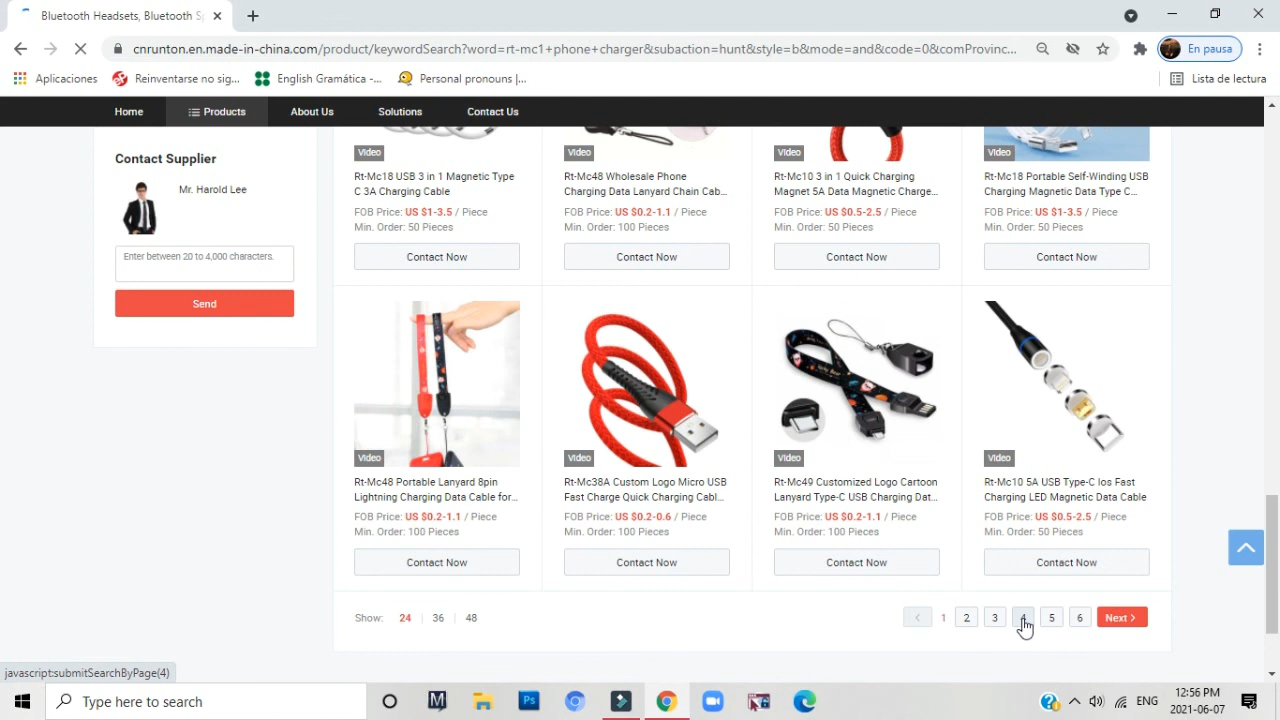 Bluetooth Headsets, Bluetooth Sp
cnrunton.en.made-in-china.com/product/keywordSearch?word=rt-mc1+phone+charger&subaction=hunt&style=b&mode=and&code=0&comProvinc...
En pausa
Aplicaciones
Reinventarse no sig...
English Gramática -...
Personal pronouns |...
Lista de lectura
Home
Products
About Us
Solutions
Contact Us
Contact Supplier
Mr. Harold Lee
Enter between 20 to 4,000 characters.
Send
Video
Video
Video
Video
Rt-Mc18 USB 3 in 1 Magnetic Type
C 3A Charging Cable
FOB Price: US $1-3.5 / Piece
Min. Order: 50 Pieces
Contact Now
Rt-Mc48 Wholesale Phone
Charging Data Lanyard Chain Cab...
FOB Price: US $0.2-1.1 / Piece
Min. Order: 100 Pieces
Contact Now
Rt-Mc10 3 in 1 Quick Charging
Magnet 5A Data Magnetic Charge...
FOB Price: US $0.5-2.5 / Piece
Min. Order: 50 Pieces
Contact Now
Rt-Mc18 Portable Self-Winding USB
Charging Magnetic Data Type C...
FOB Price: US $1-3.5 / Piece
Min. Order: 50 Pieces
Contact Now
Video
Video
Video
Video
Rt-Mc48 Portable Lanyard 8pin
Lightning Charging Data Cable for...
FOB Price: US $0.2-1.1 / Piece
Min. Order: 100 Pieces
Contact Now
Rt-Mc38A Custom Logo Micro USB
Fast Charge Quick Charging Cabl...
FOB Price: US $0.2-0.6 / Piece
Min. Order: 100 Pieces
Contact Now
Rt-Mc49 Customized Logo Cartoon
Lanyard Type-C USB Charging Dat...
FOB Price: US $0.2-1.1 / Piece
Min. Order: 100 Pieces
Contact Now
Rt-Mc10 5A USB Type-C Ios Fast
Charging LED Magnetic Data Cable
FOB Price: US $0.5-2.5 / Piece
Min. Order: 50 Pieces
Contact Now
Show: 24 | 36 | 48
< 1 2 3 4 5 6 Next >
javascript:submitSearchByPage(4)
Type here to search
ENG
12:56 PM
2021-06-07